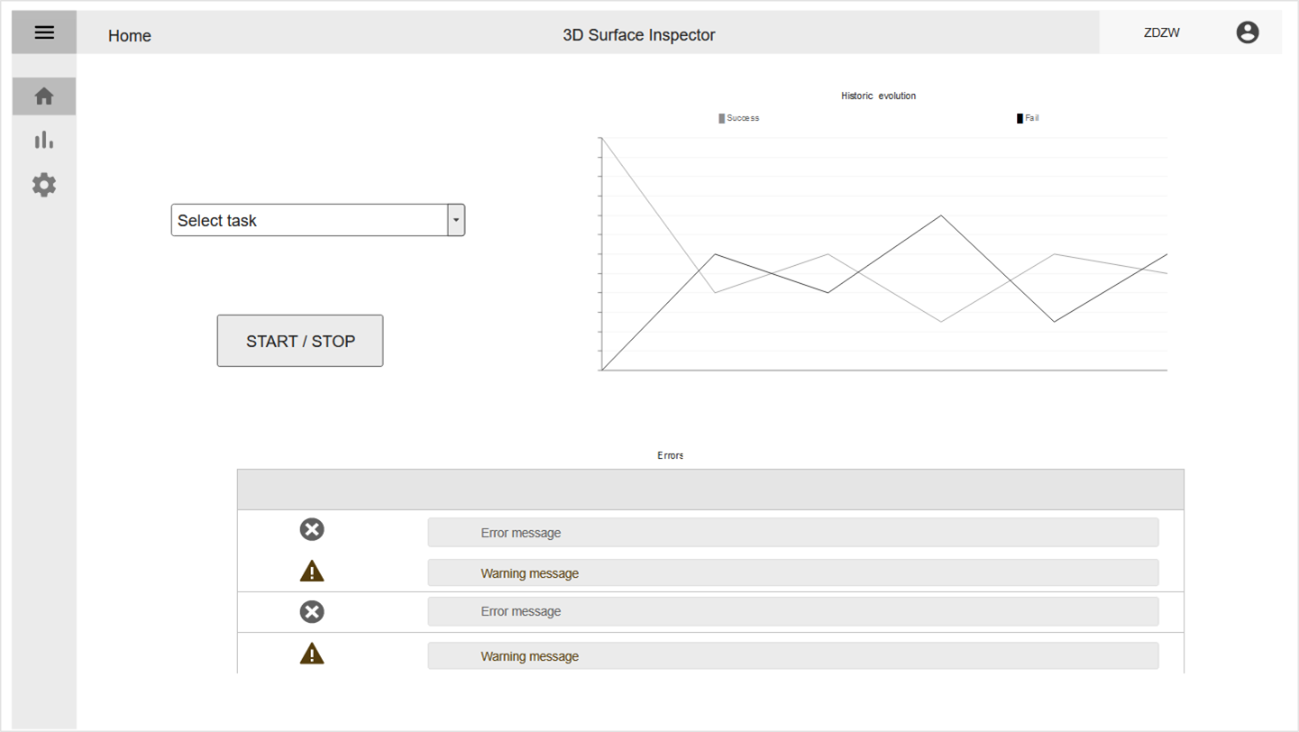 Home
3D Surface Inspector
ZDZW
Historic evolution
Success
Fail
Select task
START / STOP
Errors
Error message
Warning message
Error message
Warning message